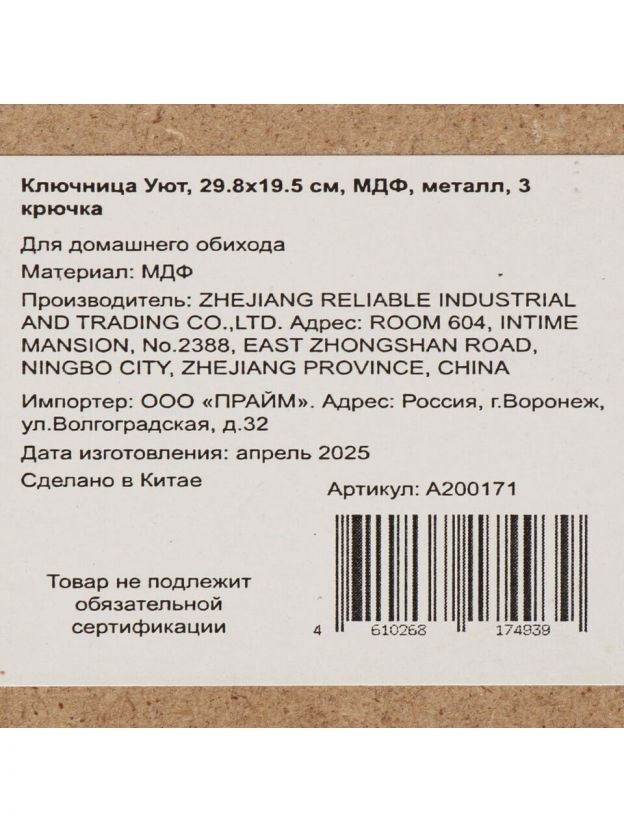 Ключница Уют, 29.8х19.5 см, МДФ, металл, 3
крючка
Для домашнего обихода
Материал: МДФ
Производитель: ZHEJIANG RELIABLE INDUSTRIAL
AND TRADING CO.,LTD. Адрес: ROOM 604, INTIME
MANSION, No.2388, EAST ZHONGSHAN ROAD,
NINGBO CITY, ZHEJIANG PROVINCE, CHINA
Импортер: ООО «ПРАЙМ». Адрес: Россия, г.Воронеж,
ул.Волгоградская, д.32
Дата изготовления: апрель 2025
Сделано в Китае
Артикул: А200171
Товар не подлежит
обязательной
сертификации
4 610268 174939